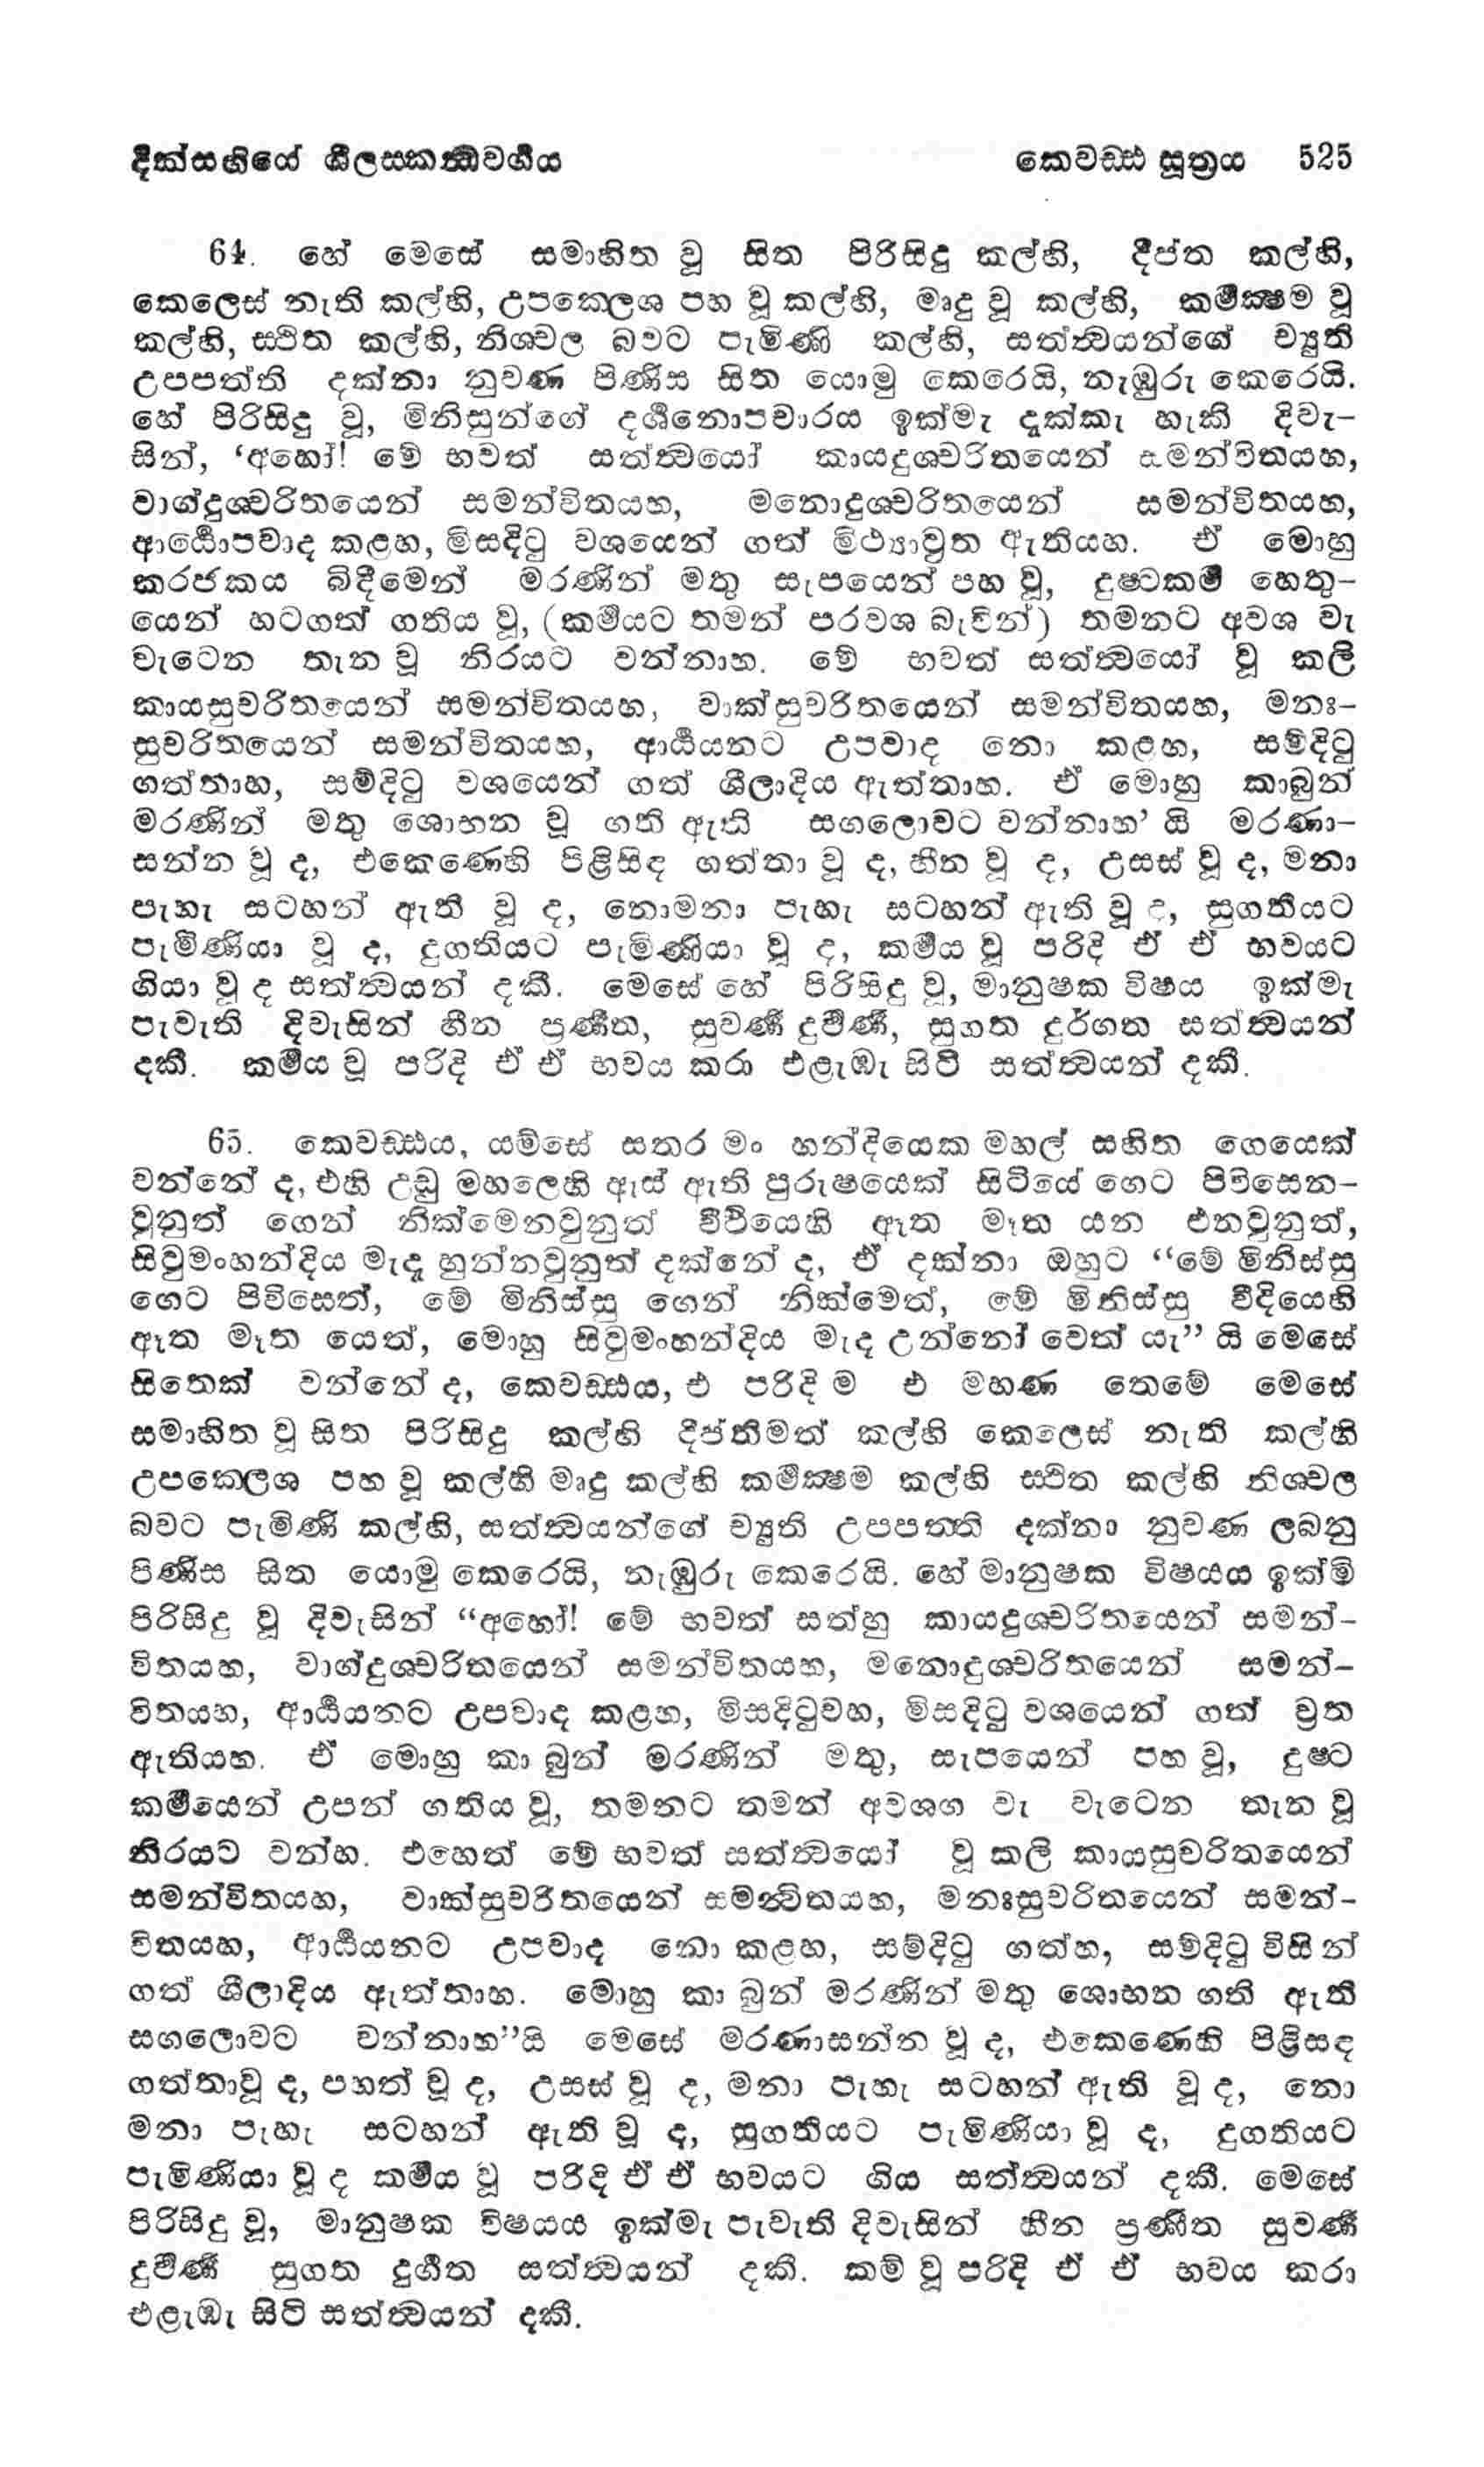 දීක්සඟියේ ශීලස්කන්ධවර්ගය කෙවඩ්ඪ සූත්‍රය 525
64. හේ මෙසේ සමාහිත වූ සිත පිරිසිදු කල්හි, දීප්ත කල්හි,
කෙලෙස් නැති කල්හි, උපක්ලෙශ පහ වූ කල්හි, මෘදු වූ කල්හි, කර්‍මක්‍ෂම වූ
කල්හි, ස්ථිත කල්හි, නිශ්චල බවට පැමිණි කල්හි, සත්ත්‍වයන්ගේ ච්‍යුති
උපපත්ති දක්නා නුවණ පිණිස සිත යොමු කෙරෙයි, නැඹුරු කෙරෙයි.
හේ පිරිසිදු වූ, මිනිසුන්ගේ දර්‍ශනොපචාරය ඉක්මැ දැක්කැ හැකි දිවැ-
සින්, ‘අහෝ! මේ භවත් සත්ත්‍වයෝ කායදුශ්චරිතයෙන් සමන්විතයහ,
වාග්දුශ්චරිතයෙන් සමන්විතයහ, මනොදුශ්චරිතයෙන් සමන්විතයහ,
ආර්‍ය්‍යොපවාද කළහ, මිසදිටු වශයෙන් ගත් මිථ්‍යාව්‍රත ඇතියහ. ඒ මොහු
කරජකය බිඳීමෙන් මරණින් මතු සැපයෙන් පහ වූ, දුෂ්ටකර්‍ම හෙතු-
යෙන් හටගත් ගතිය වූ, (කර්‍මයට තමන් පරවශ බැවින්) තමනට අවශ වැ
වැටෙන තැන වූ නිරයට වන්නාහ. මේ භවත් සත්ත්‍වයෝ වූ කලි
කායසුචරිතයෙන් සමන්විතයහ, වාක්සුචරිතයෙන් සමන්විතයහ, මනඃ-
සුචරිතයෙන් සමන්විතයහ, ආර්‍ය්‍යයනට උපවාද නො කළහ, සම්දිටු
ගත්තාහ, සම්දිටු වශයෙන් ගත් ශීලාදිය ඇත්තාහ. ඒ මොහු කාබුන්
මරණින් මතු ශොභන වූ ගති ඇති සගලොවට වන්නාහ’ යි මරණා-
සන්න වූ ද, එකෙණෙහි පිළිසිඳ ගත්තා වූ ද, හීන වූ ද, උසස් වූ ද, මනා
පැහැ සටහන් ඇති වූ ද, නොමනා පැහැ සටහන් ඇති වූ ද, සුගතියට
පැමිණියා වූ ද, දුගතියට පැමිණියා වූ ද, කර්‍මය වූ පරිදි ඒ ඒ භවයට
ගියා වූ ද සත්ත්‍වයන් දකී. මෙසේ හේ පිරිසිදු වූ, මානුෂක විෂය ඉක්මැ
පැවැති දිවැසින් හීන ප්‍රණීත, සුවර්‍ණ දුර්‍වර්‍ණ, සුගත දුර්ගත සත්ත්‍වයන්
දකී. කර්‍මය වූ පරිදි ඒ ඒ භවය කරා එළැඹැ සිටි සත්ත්‍වයන් දකී.
65. කෙවඩ්ඪය, යම්සේ සතර මං හන්දියෙක මහල් සහිත ගෙයෙක්
වන්නේ ද, එහි උඩු මහලෙහි ඇස් ඇති පුරුෂයෙක් සිටියේ ගෙට පිවිසෙන-
වුනුත් ගෙන් නික්මෙනවුනුත් වීථියෙහි ඈත මෑත යන එනවුනුත්,
සිවුමංහන්දිය මැදැ හුන්නවුනුත් දක්නේ ද, ඒ දක්නා ඔහුට “මේ මිනිස්සු
ගෙට පිවිසෙත්, මේ මිනිස්සු ගෙන් නික්මෙත්, මේ මිනිස්සු වීදියෙහි
ඈත මෑත යෙත්, මොහු සිවුමංහන්දිය මැද උන්නෝ වෙත් යැ” යි මෙසේ
සිතෙක් වන්නේ ද, කෙවඩ්ඪය, එ පරිදි ම එ මහණ තෙමේ මෙසේ
සමාහිත වූ සිත පිරිසිදු කල්හි දීප්තිමත් කල්හි කෙලෙස් නැති කල්හි
උපක්ලෙශ පහ වූ කල්හි මෘදු කල්හි කර්‍මක්‍ෂම කල්හි ස්ථිත කල්හි නිශ්චල
බවට පැමිණි කල්හි, සත්ත්‍වයන්ගේ ච්‍යුති උපපත්ති දක්නා නුවණ ලබනු
පිණිස සිත යොමු කෙරෙයි, නැඹුරු කෙරෙයි. හේ මානුෂක විෂයය ඉක්මි
පිරිසිදු වූ දිවැසින් “අහෝ! මේ භවත් සත්හු කායදුශ්චරිතයෙන් සමන්-
විතයහ, වාග්දුශ්චරිතයෙන් සමන්විතයහ, මනොදුශ්චරිතයෙන් සමන්-
විතයහ, ආර්‍ය්‍යයනට උපවාද කළහ, මිසදිටුවහ, මිසදිටු වශයෙන් ගත් ව්‍රත
ඇතියහ. ඒ මොහු කා බුන් මරණින් මතු, සැපයෙන් පහ වූ, දුෂ්ට
කර්‍මයෙන් උපන් ගතිය වූ, තමනට තමන් අවශග වැ වැටෙන තැන වූ
නිරයට වන්හ. එහෙත් මේ භවත් සත්ත්‍වයෝ වූ කලි කායසුචරිතයෙන්
සමන්විතයහ, වාක්සුචරිතයෙන් සමන්විතයහ, මනඃසුචරිතයෙන් සමන්-
විතයහ, ආර්‍ය්‍යයනට උපවාද නො කළහ, සම්දිටු ගත්හ, සම්දිටු විසින්
ගත් ශීලාදිය ඇත්තාහ. මොහු කා බුන් මරණින් මතු ශොභන ගති ඇති
සගලොවට වන්නාහ”යි මෙසේ මරණාසන්න වූ ද, එකෙණෙහි පිළිසඳ
ගත්තාවූ ද, පහත් වූ ද, උසස් වූ ද, මනා පැහැ සටහන් ඇති වූ ද, නො
මනා පැහැ සටහන් ඇති වූ ද, සුගතියට පැමිණියා වූ ද, දුගතියට
පැමිණියා වූ ද කර්‍මය වූ පරිදි ඒ ඒ භවයට ගිය සත්ත්‍වයන් දකී. මෙසේ
පිරිසිදු වූ, මානුෂක විෂයය ඉක්මැ පැවැති දිවැසින් හීන ප්‍රණීත සුවර්‍ණ
දුර්‍වර්‍ණ සුගත දුර්‍ගත සත්ත්‍වයන් දකී. කම් වූ පරිදි ඒ ඒ භවය කරා
එළැඹැ සිටි සත්ත්‍වයන් දකී.